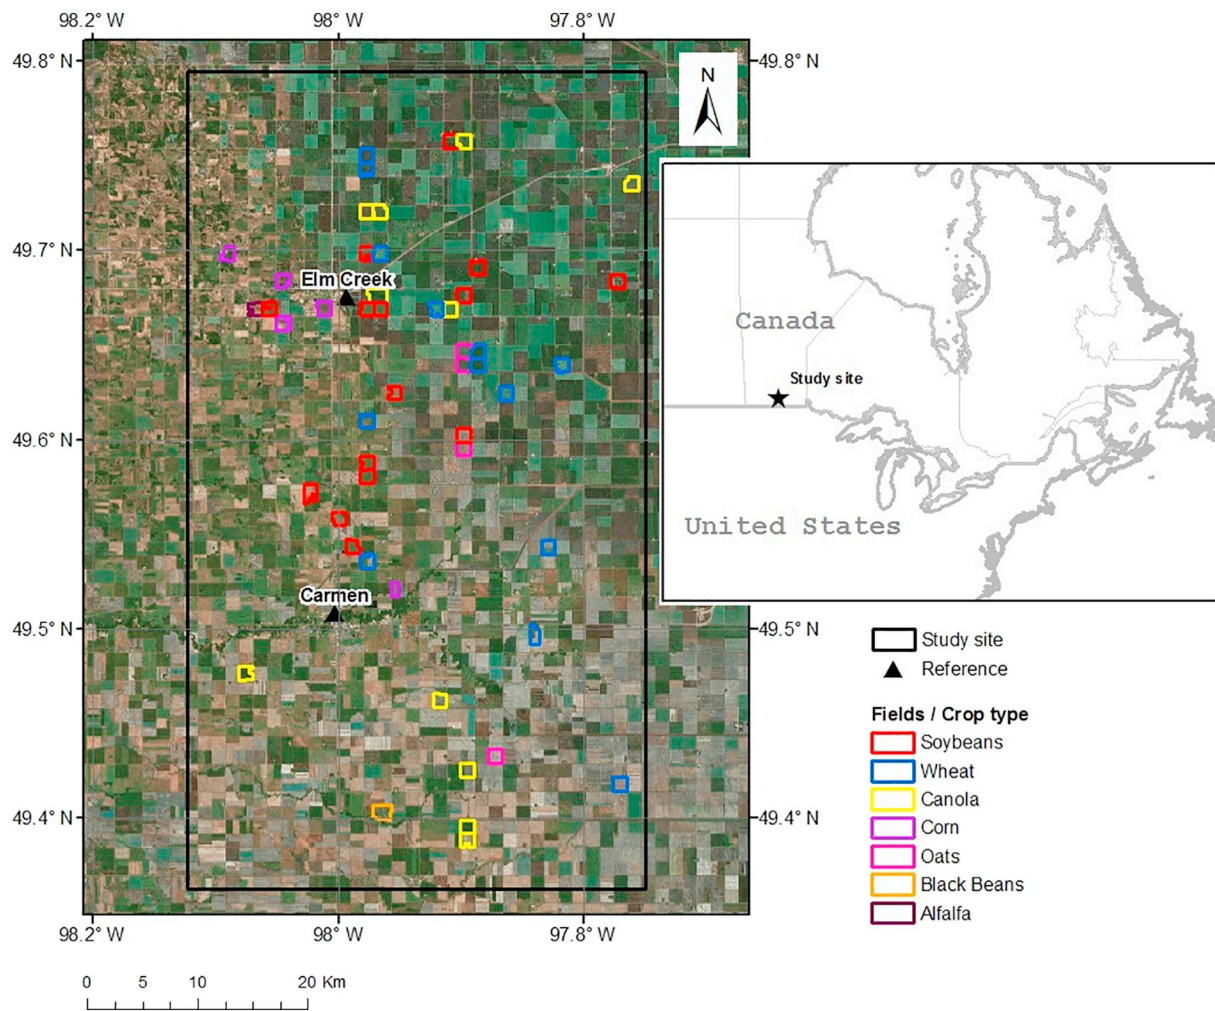 98.2° W 98° W 97.8° W
49.8° N 49.8° N
N
49.7° N
Elm Creek
Canada
Study site
49.6° N
United States
Carmen
49.5° N 49.5° N
Study site
Reference
Fields / Crop type
Soybeans
Wheat
Canola
49.4° N 49.4° N
Corn
Oats
Black Beans
Alfalfa
98.2° W 98° W 97.8° W
0 5 10 20 Km